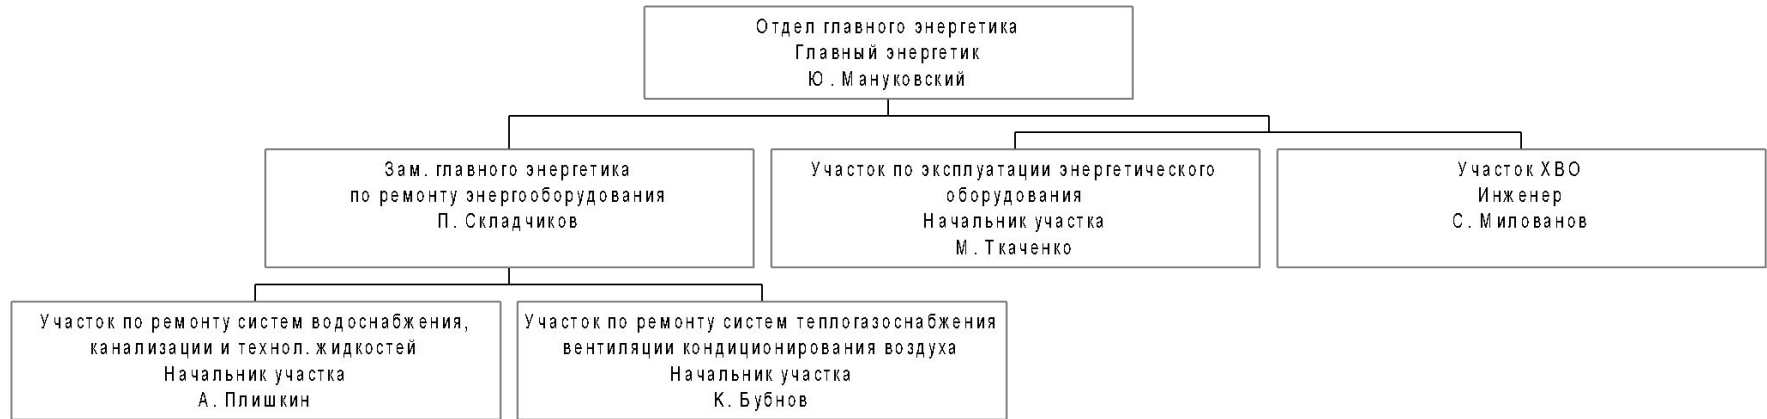 Отдел главного энергетика
Главный энергетик
Ю. Мануковский
Зам. главного энергетика
по ремонту энергооборудования
П. Складчиков
Участок по эксплуатации энергетического
оборудования
Начальник участка
М. Ткаченко
Участок ХВО
Инженер
С. Милованов
Участок по ремонту систем водоснабжения,
канализации и технол. жидкостей
Начальник участка
А. Плишкин
Участок по ремонту систем теплогазоснабжения
вентиляции кондиционирования воздуха
Начальник участка
К. Бубнов